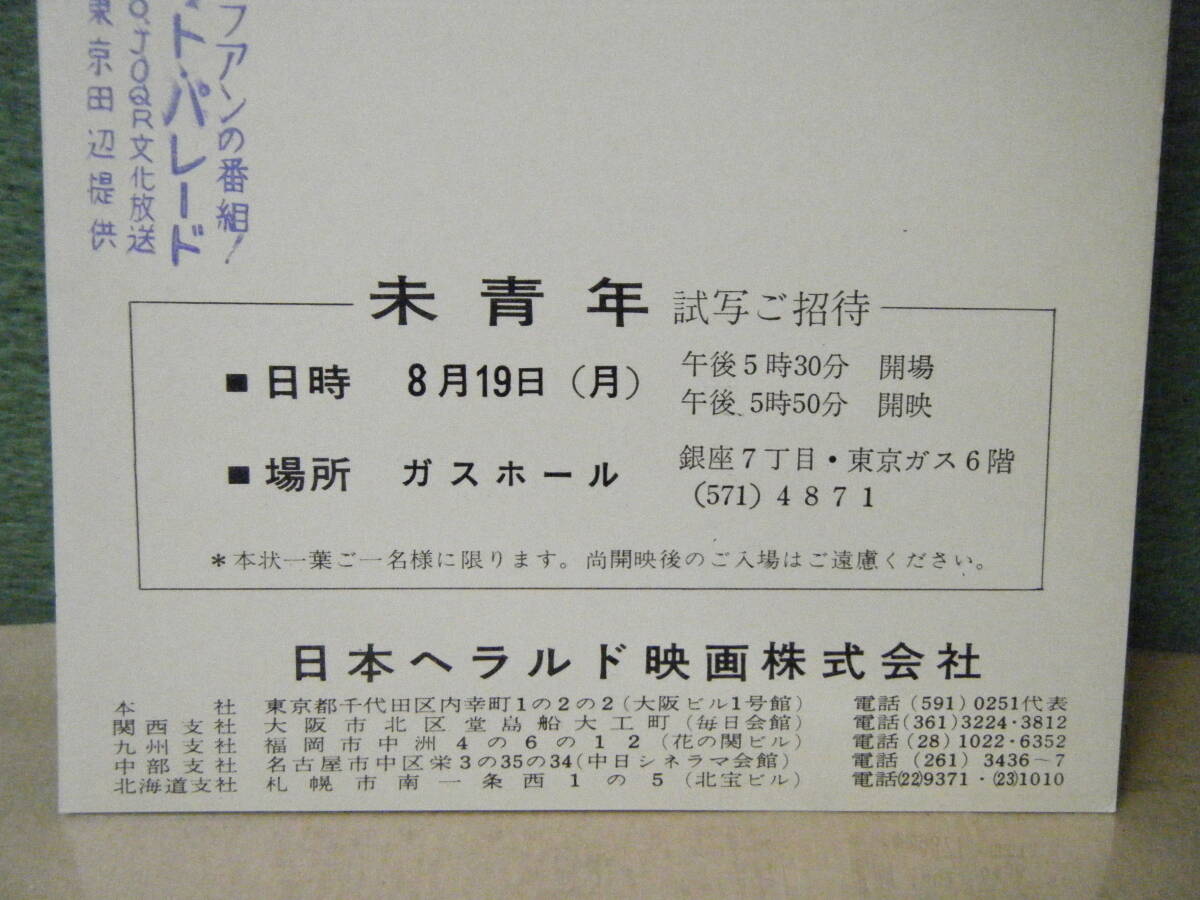 フアンの番組!
ト・パレード
JOQR文化放送
東京田辺提供
未青年 試写ご招待
■日時 8月19日(月) 午後5時30分 開場
午後5時50分 開映
■場所 ガスホール 銀座7丁目・東京ガス6階
(571)4871
*本状一葉ご一名様に限ります。尚開映後のご入場はご遠慮ください。
日本ヘラルド映画株式会社
本社 東京都千代田区内幸町1の2の2(大阪ビル1号館) 電話(591)0251代表
関西支社 大阪市北区堂島船大工町(毎日会館) 電話(361)3224・3812
九州支社 福岡市中洲4の6の12(花の関ビル) 電話(28)1022・6352
中部支社 名古屋市中区栄3の35の34(中日シネラマ会館) 電話(261)3436~7
北海道支社 札幌市南一条西1の5(北宝ビル) 電話(22)9371・(23)1010